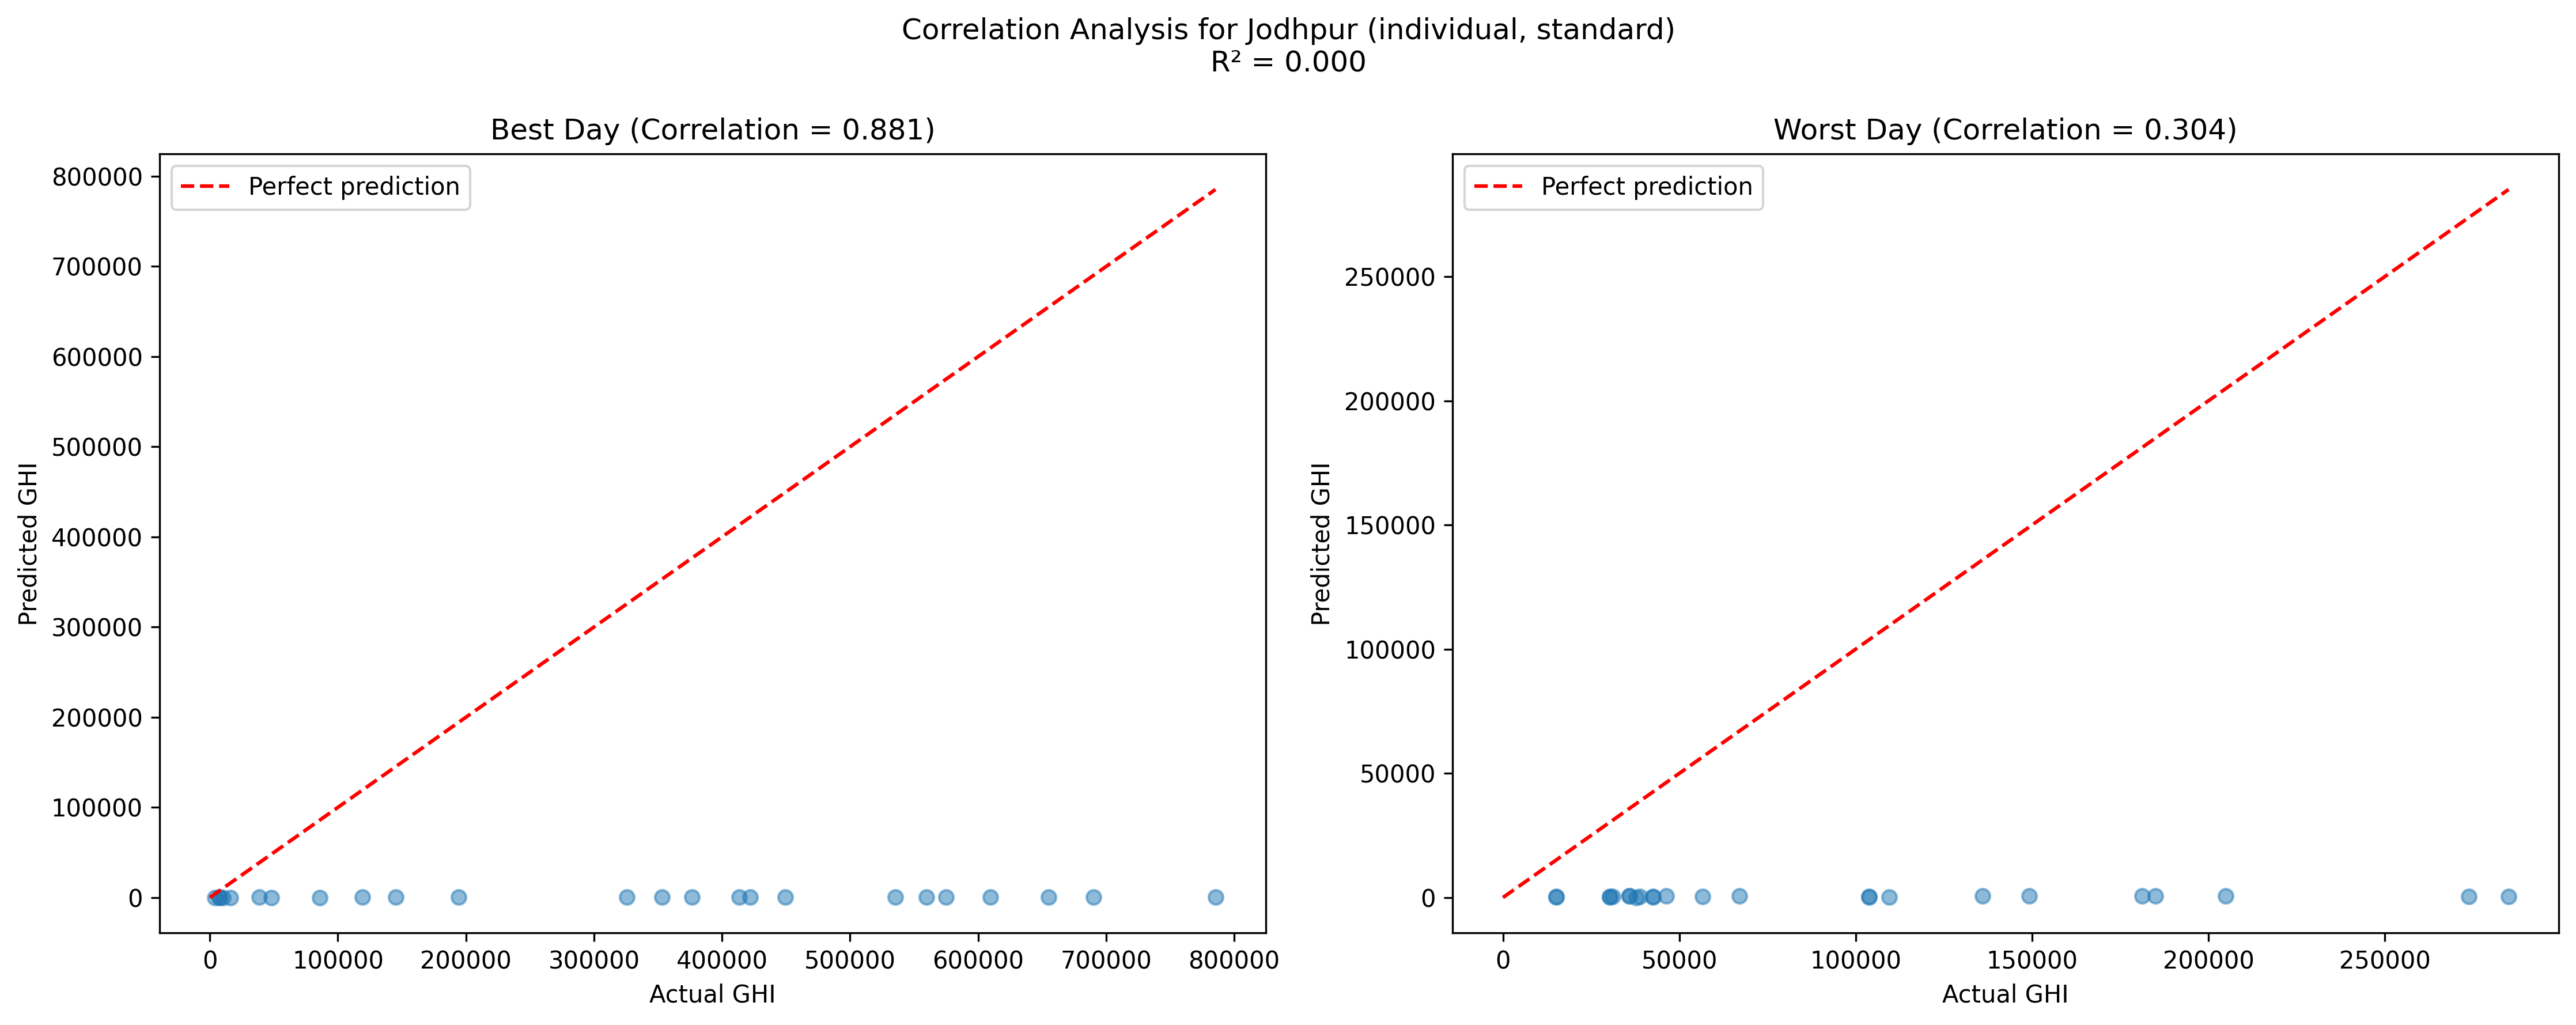 Correlation Analysis for Jodhpur (individual, standard)
R² = 0.000
Best Day (Correlation = 0.881)
Perfect prediction
800000
700000
600000
500000
400000
300000
200000
100000
0
Predicted GHI
0 100000 200000 300000 400000 500000 600000 700000 800000
Actual GHI
Worst Day (Correlation = 0.304)
Perfect prediction
250000
200000
150000
100000
50000
0
Predicted GHI
0 50000 100000 150000 200000 250000
Actual GHI